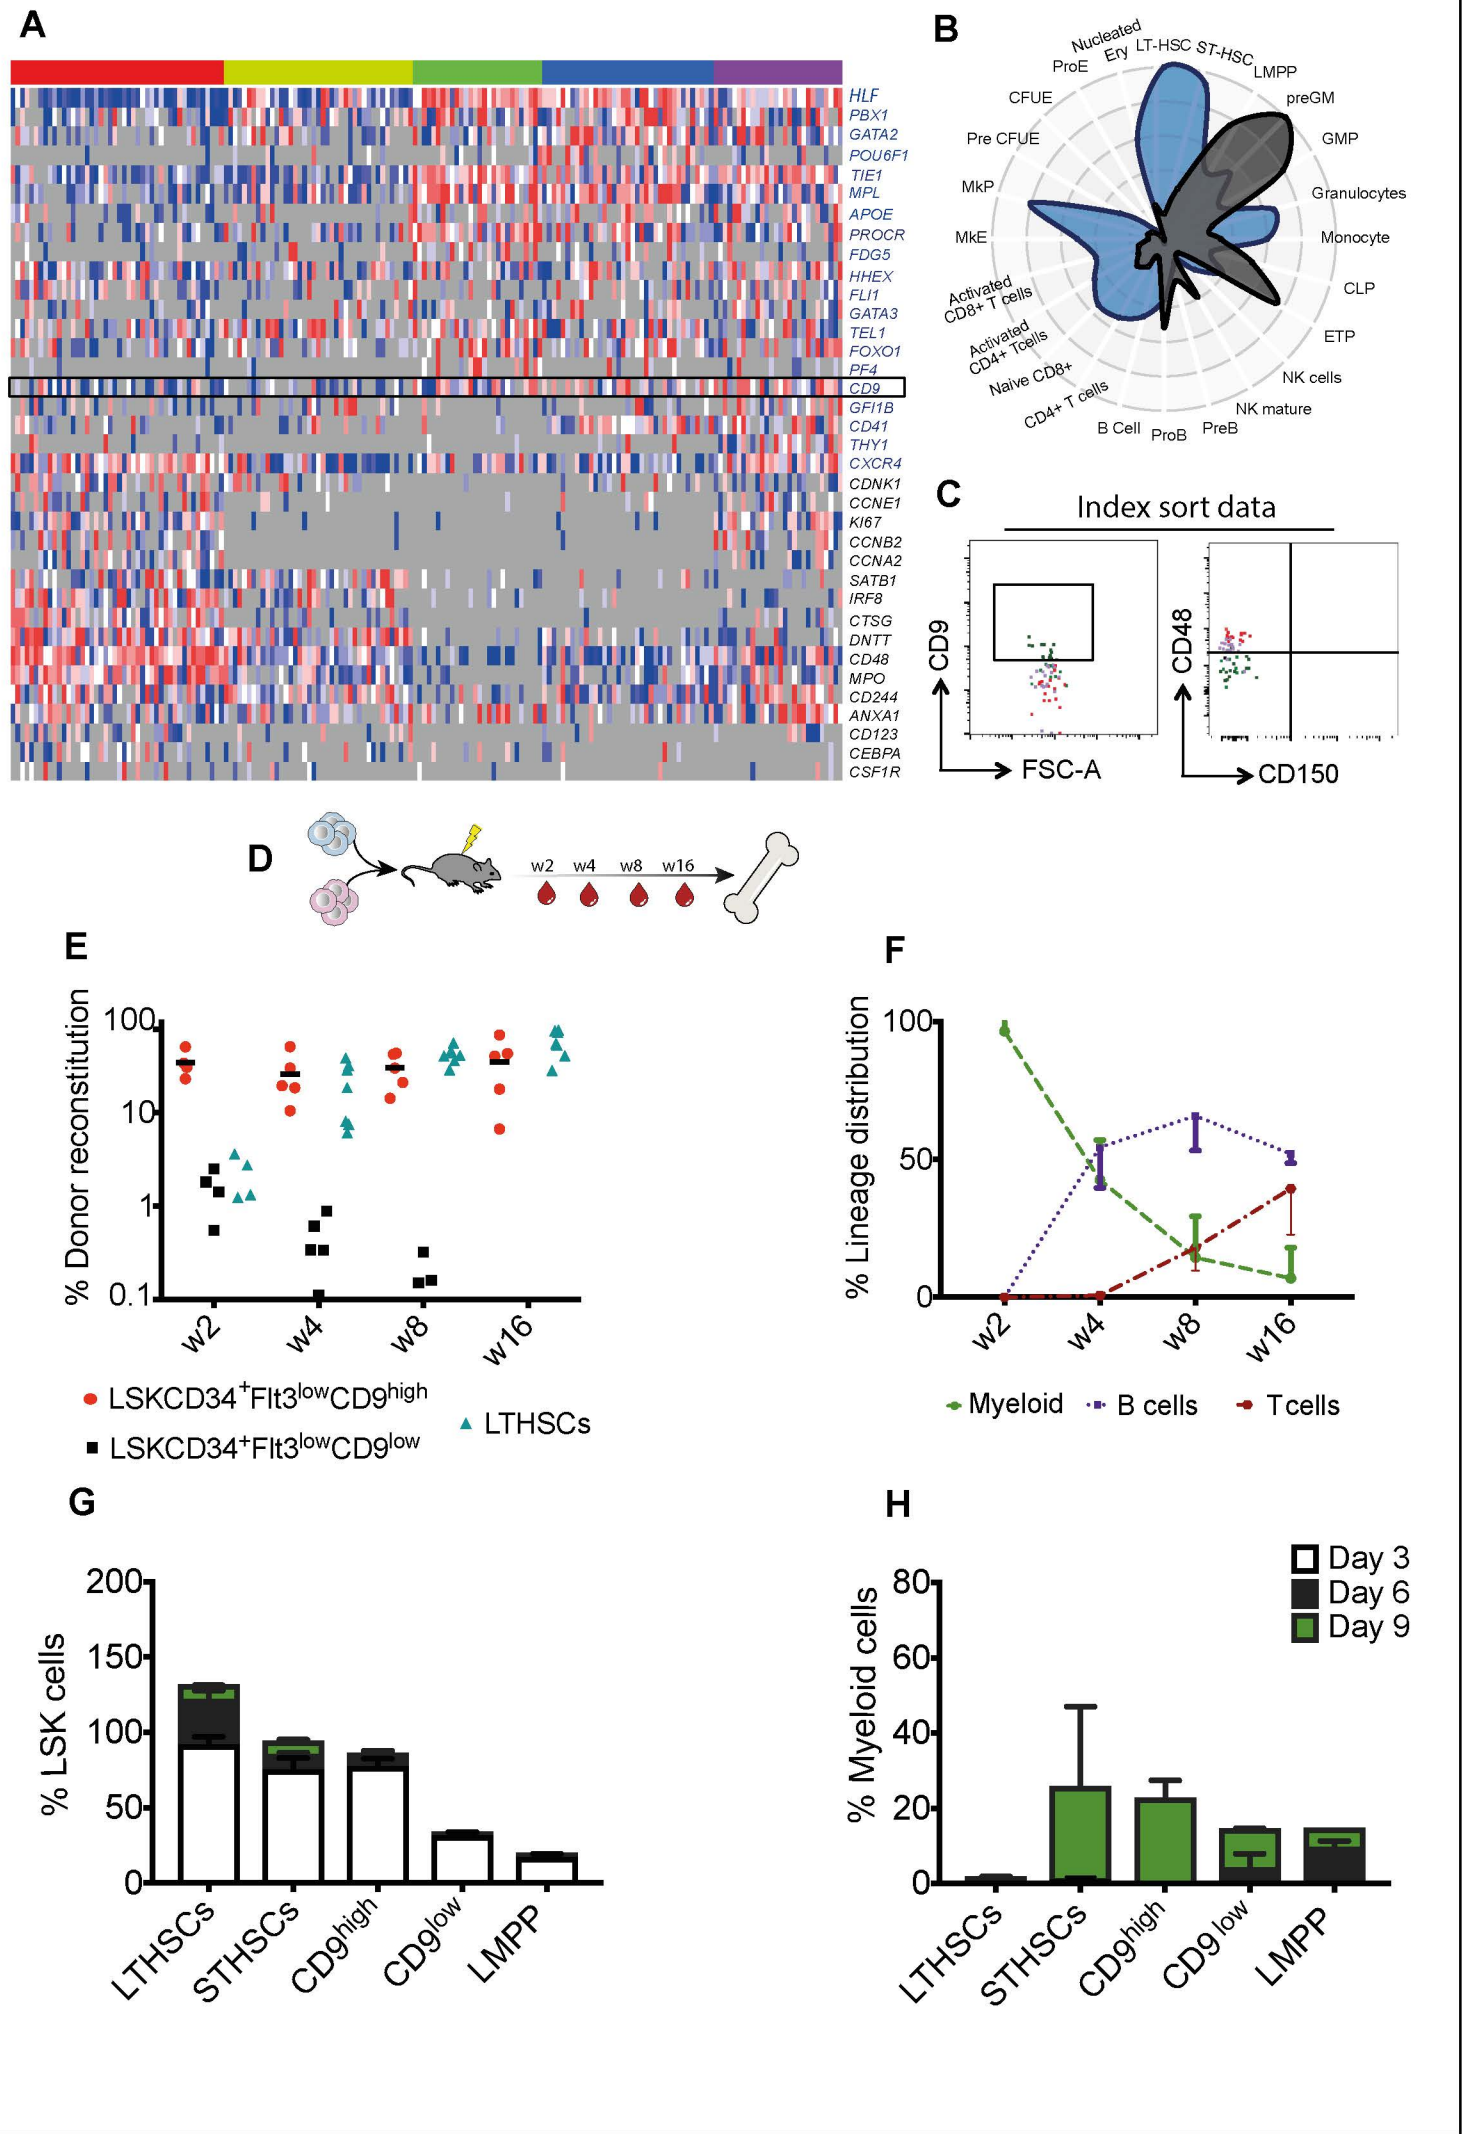 A
HLF
PBX1
GATA2
POU6F1
TIE1
MPL
APOE
PROCR
FDG5
HHEX
FLI1
GATA3
TEL1
FOXO1
PF4
CD9
GFI1B
CD41
THY1
CXCR4
CDNK1
CCNE1
KI67
CCNB2
CCNA2
SATB1
IRF8
CTSG
DNTT
CD48
MPO
CD244
ANXA1
CD123
CEBPA
CSF1R
B
LT-HSC
ST-HSC
LMPP
preGM
GMP
Granulocytes
Monocyte
CLP
ETP
NK cells
NK mature
PreB
ProB
B Cell
CD4+ T cells
Naive CD8+
Activated
CD4+ Tcells
Activated
CD8+ T cells
MkE
MkP
Pre CFUE
CFUE
ProE
Nucleated
Ery
C
Index sort data
CD9
FSC-A
CD48
CD150
D
w2 w4 w8 w16
E
% Donor reconstitution
100
10
1
0.1
w2 w4 w8 w16
LSKCD34+Flt3lowCD9high
LSKCD34+Flt3lowCD9low
LTHSCs
F
% Lineage distribution
100
50
0
w2 w4 w8 w16
Myeloid B cells Tcells
G
% LSK cells
200
150
100
50
0
LTHSCs STHSCs CD9high CD9low LMPP
H
% Myeloid cells
80
60
40
20
0
LTHSCs STHSCs CD9high CD9low LMPP
Day 3
Day 6
Day 9